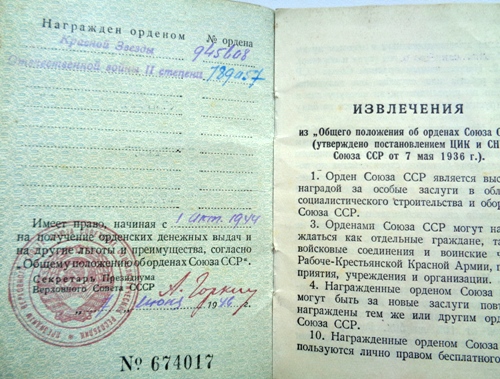 Награжден орденом № ордена
Красной Звезды 945608
Отечественной войны II степени 789057
Имеет право, начиная с 1 окт. 1944
на получение орденских денежных выдач и
на другие льготы и преимущества, согласно
„Общему положению об орденах Союза ССР“.
Секретарь Президиума
Верховного Совета СССР А. Горкин
1946 г.
№ 674017
ИЗВЛЕЧЕНИЯ
из „Общего положения об орденах Союза С
(утверждено постановлением ЦИК и СН
Союза ССР от 7 мая 1936 г.).
1. Орден Союза ССР является выс
наградой за особые заслуги в обл
социалистического строительства и обор
Союза ССР.
3. Орденами Союза ССР могут на
ждаться как отдельные граждане, та
войсковые соединения и воинские ч
Рабоче-Крестьянской Красной Армии,
приятия, учреждения и организации.
4. Награжденные орденом Союза
могут быть за новые заслуги пов
награждены тем же или другим орд
Союза ССР.
10. Награжденные орденом Союза
пользуются лично правом бесплатного